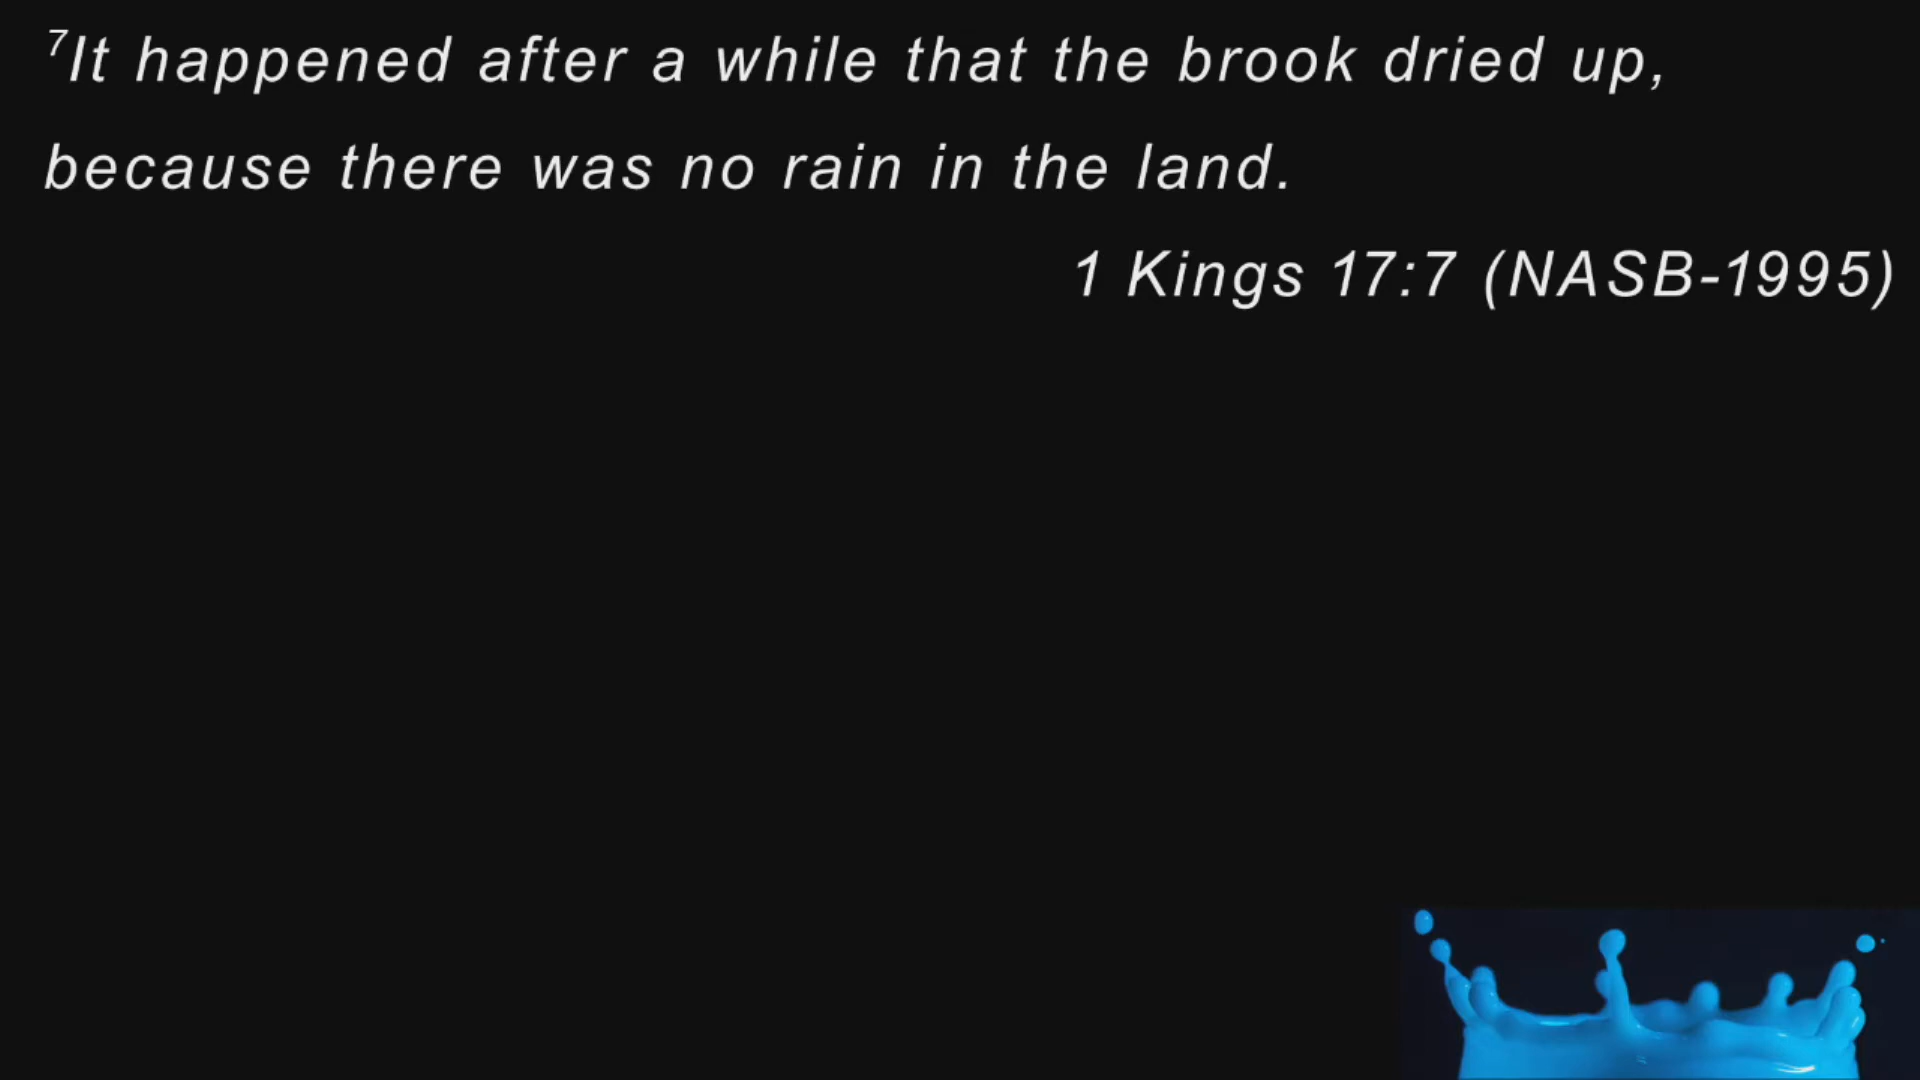 ⁷It happened after a while that the brook dried up,
because there was no rain in the land.
1 Kings 17:7 (NASB-1995)